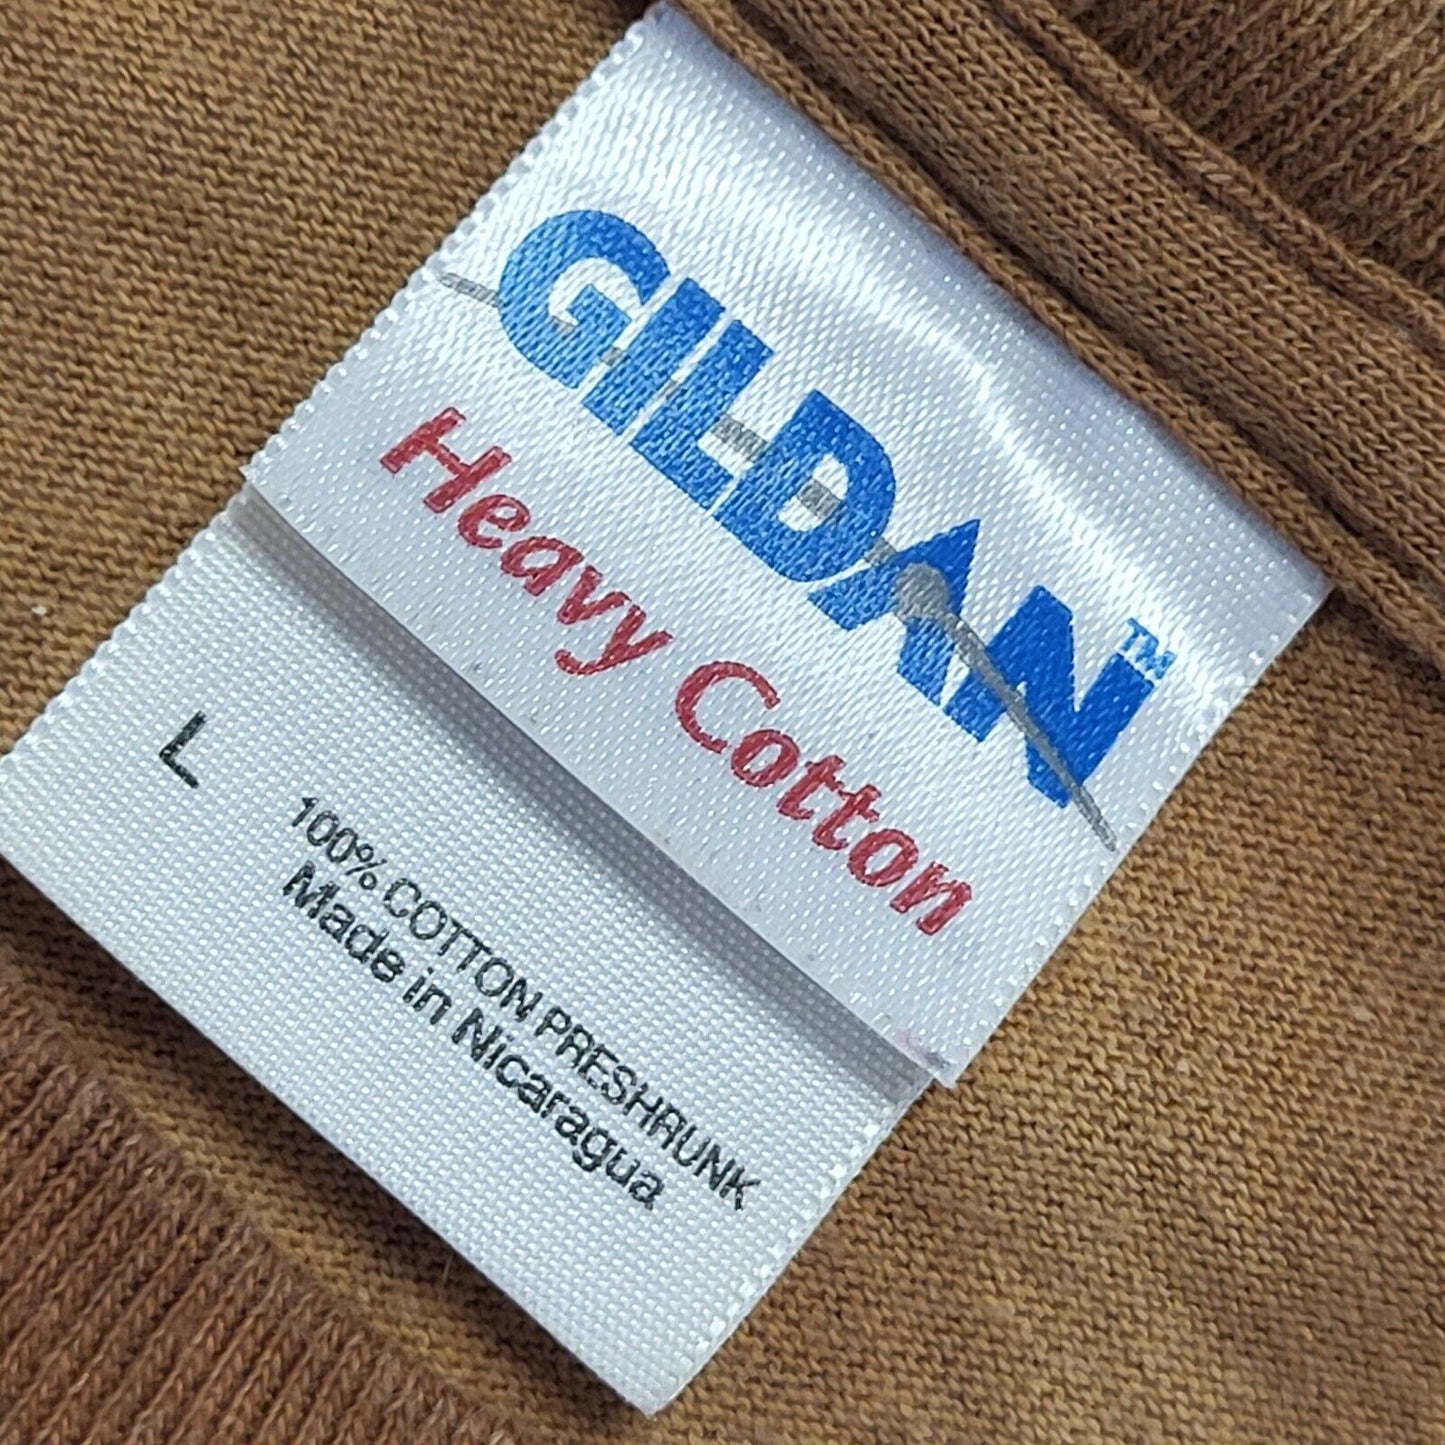 GILDAN™
Heavy Cotton
L
100% COTTON PRESHRUNK
Made in Nicaragua